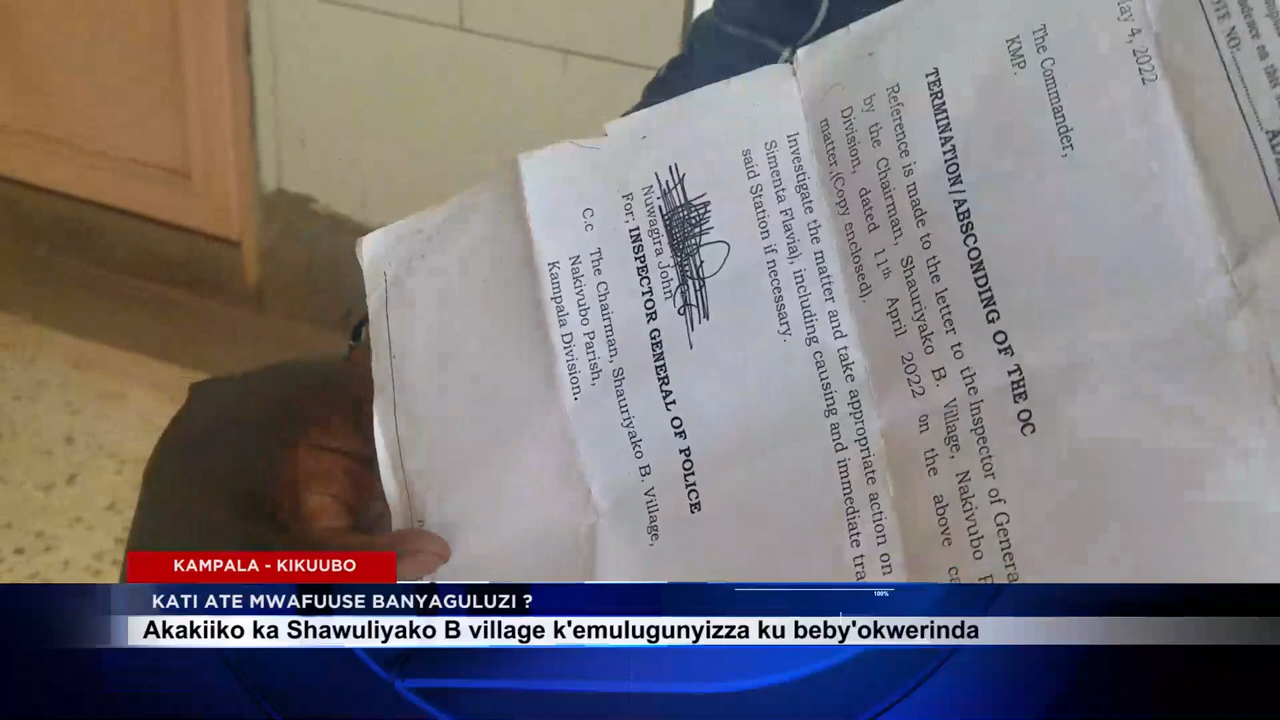 May 4, 2022
The Commander,
KMP.
TERMINATION/ABSCONDING OF THE OC
Reference is made to the letter to the Inspector of Genera
by the Chairman, Shauriyako B. Village, Nakivubo P
Division, dated 11th April 2022 on the above ca
matter,(Copy enclosed),
Investigate the matter and take appropriate action on
Simenta Flavia), including causing and immediate tra
said Station if necessary.
Nuwagira John
For; INSPECTOR GENERAL OF POLICE
C.c The Chairman, Shauriyako B. Village,
Nakivubo Parish,
Kampala Division.
KAMPALA - KIKUUBO
KATI ATE MWAFUUSE BANYAGULUZI ?
100%
Akakiiko ka Shawuliyako B village k'emulugunyizza ku beby'okwerinda